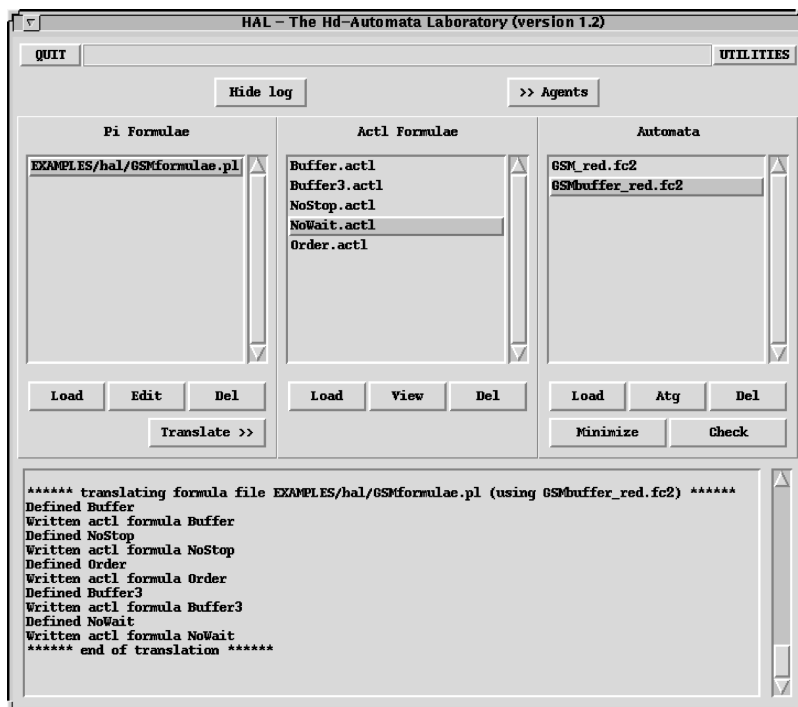 HAL – The Hd-Automata Laboratory (version 1.2)
QUIT
UTILITIES
Hide log
>> Agents
Pi Formulae
Actl Formulae
Automata
EXAMPLES/hal/GSMformulae.pl
Buffer.actl
Buffer3.actl
NoStop.actl
NoWait.actl
Order.actl
GSM_red.fc2
GSMbuffer_red.fc2
Load Edit Del
Translate >>
Load View Del
Load Atg Del
Minimize Check
****** translating formula file EXAMPLES/hal/GSMformulae.pl (using GSMbuffer_red.fc2) ******
Defined Buffer
Written actl formula Buffer
Defined NoStop
Written actl formula NoStop
Defined Order
Written actl formula Order
Defined Buffer3
Written actl formula Buffer3
Defined NoWait
Written actl formula NoWait
****** end of translation ******